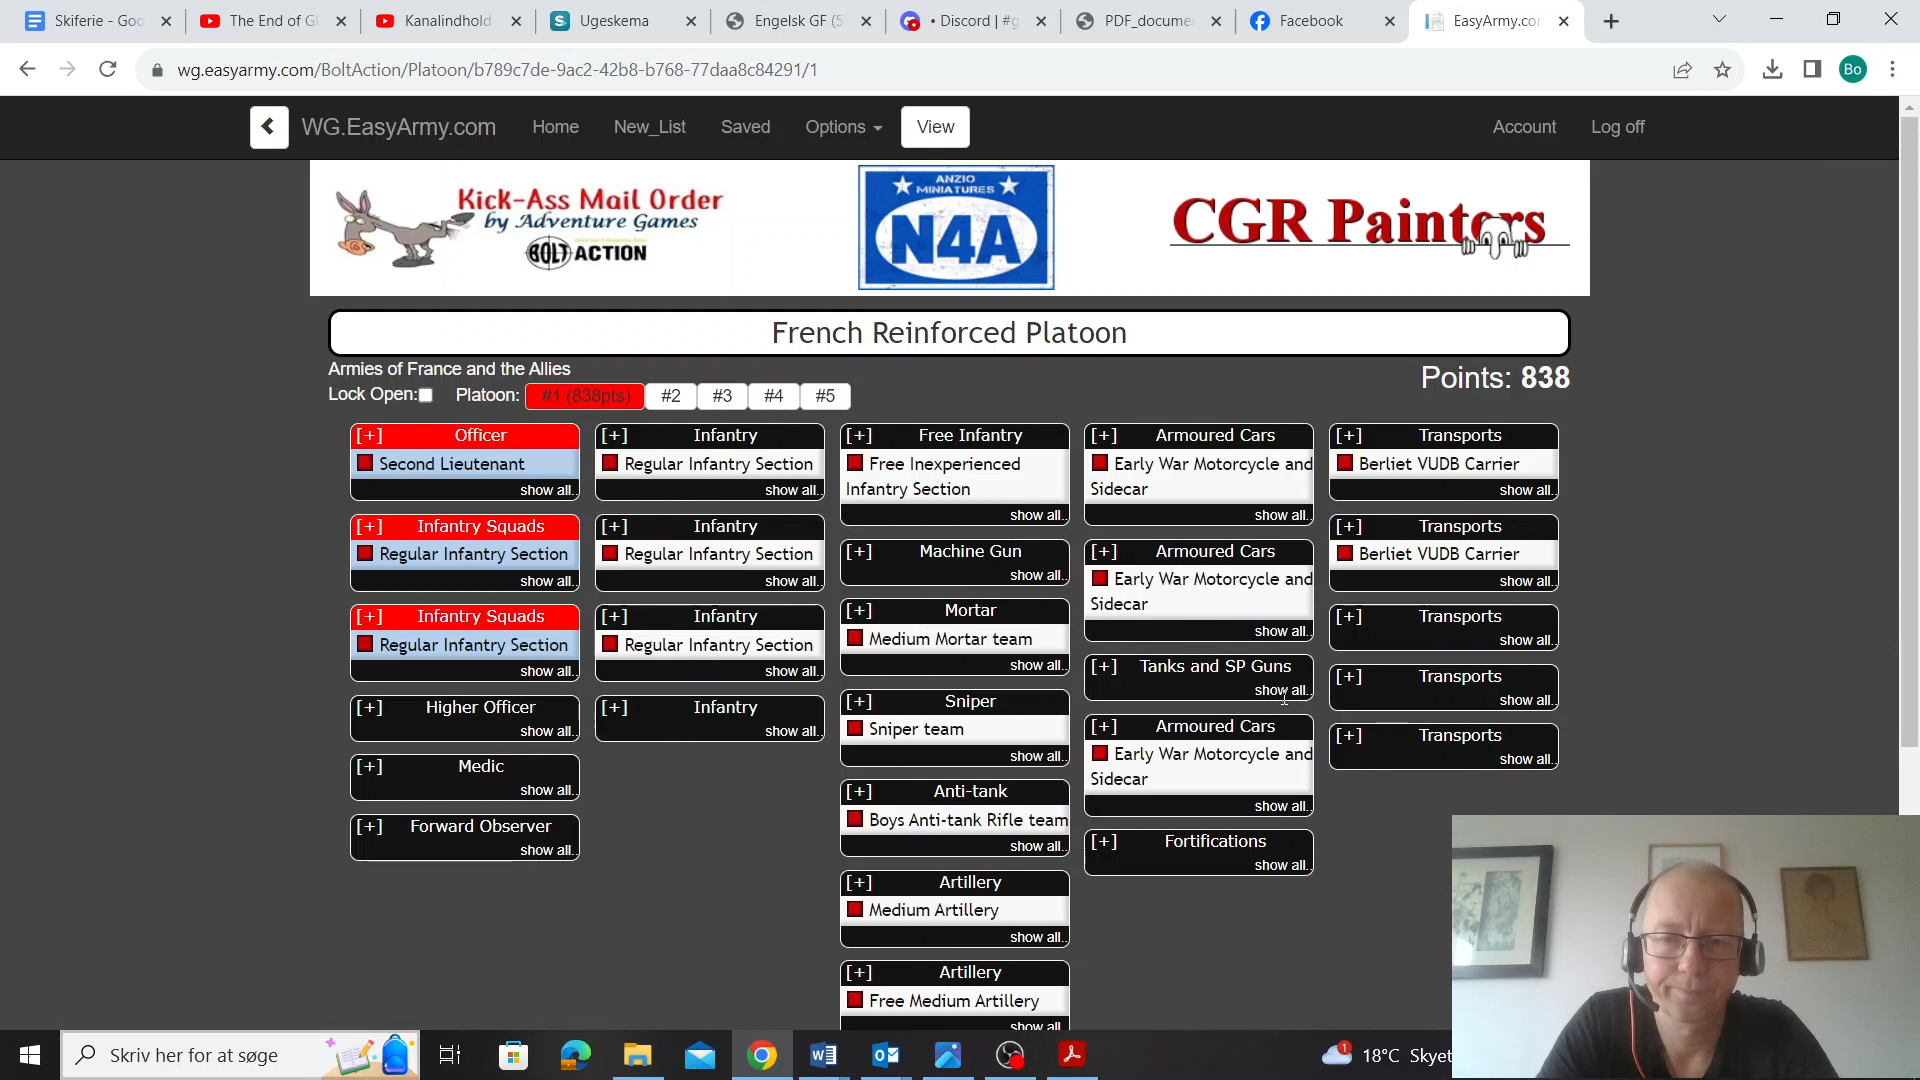 Skiferie - Goo
The End of Gl
Kanalindhold
Ugeskema
Engelsk GF (5
• Discord | #g
PDF_docume
Facebook
EasyArmy.cor
wg.easyarmy.com/BoltAction/Platoon/b789c7de-9ac2-42b8-b768-77daa8c84291/1
Bo
WG.EasyArmy.com Home New_List Saved Options View Account Log off
Kick-Ass Mail Order
by Adventure Games
BOLT ACTION
ANZIO
MINIATURES
N4A
CGR Painters
French Reinforced Platoon
Armies of France and the Allies
Points: 838
Lock Open: Platoon: #1 (838pts) #2 #3 #4 #5
[+] Officer
Second Lieutenant
show all..
[+] Infantry Squads
Regular Infantry Section
show all..
[+] Infantry Squads
Regular Infantry Section
show all..
[+] Higher Officer
show all..
[+] Medic
show all..
[+] Forward Observer
show all..
[+] Infantry
Regular Infantry Section
show all..
[+] Infantry
Regular Infantry Section
show all..
[+] Infantry
Regular Infantry Section
show all..
[+] Infantry
show all..
[+] Free Infantry
Free Inexperienced
Infantry Section
show all..
[+] Machine Gun
show all..
[+] Mortar
Medium Mortar team
show all..
[+] Sniper
Sniper team
show all..
[+] Anti-tank
Boys Anti-tank Rifle team
show all..
[+] Artillery
Medium Artillery
show all..
[+] Artillery
Free Medium Artillery
show all
[+] Armoured Cars
Early War Motorcycle and
Sidecar
show all..
[+] Armoured Cars
Early War Motorcycle and
Sidecar
show all..
[+] Tanks and SP Guns
show all..
[+] Armoured Cars
Early War Motorcycle and
Sidecar
show all..
[+] Fortifications
show all..
[+] Transports
Berliet VUDB Carrier
show all..
[+] Transports
Berliet VUDB Carrier
show all..
[+] Transports
show all..
[+] Transports
show all..
[+] Transports
show all..
Skriv her for at søge
1
18°C Skyet